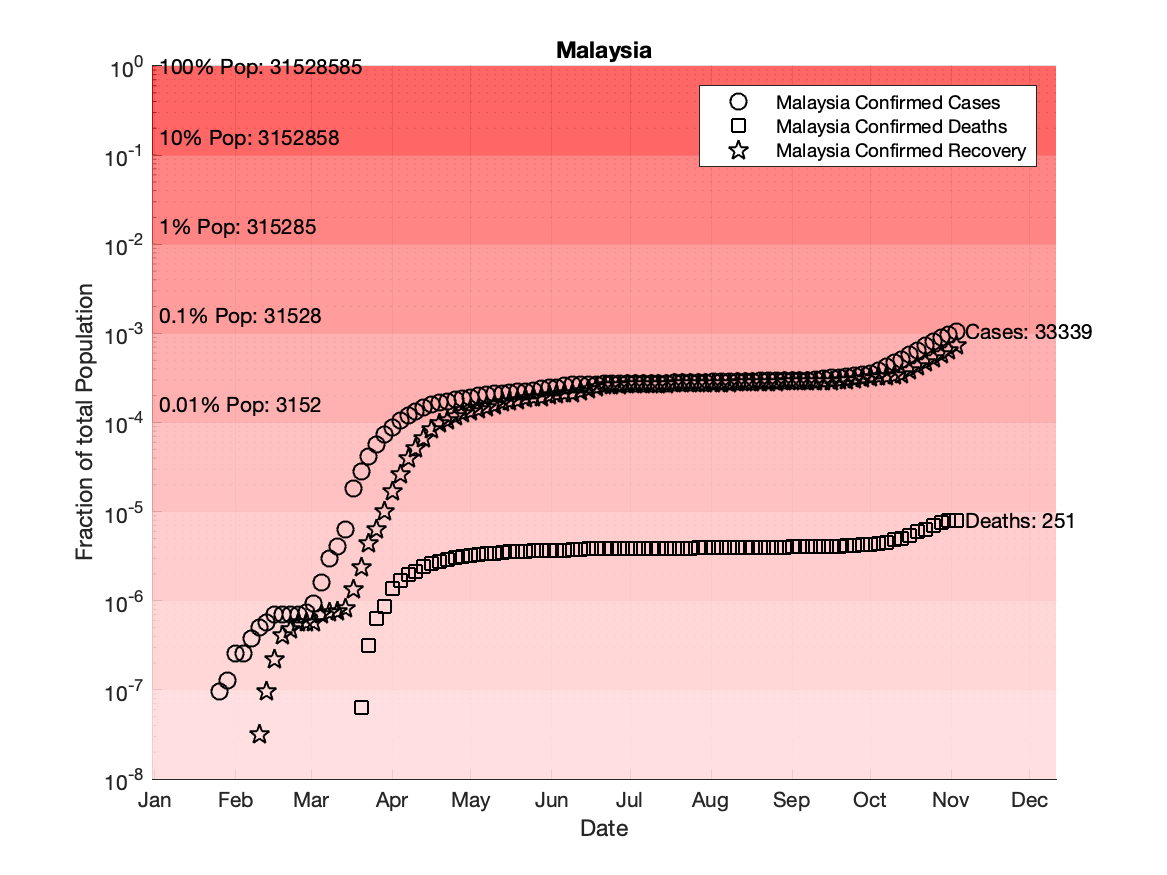 Malaysia
10^0
100% Pop: 31528585
Malaysia Confirmed Cases
Malaysia Confirmed Deaths
Malaysia Confirmed Recovery
10% Pop: 3152858
10^-1
1% Pop: 315285
10^-2
0.1% Pop: 31528
10^-3
Cases: 33339
0.01% Pop: 3152
10^-4
10^-5
Deaths: 251
10^-6
10^-7
10^-8
Fraction of total Population
Jan Feb Mar Apr May Jun Jul Aug Sep Oct Nov Dec
Date